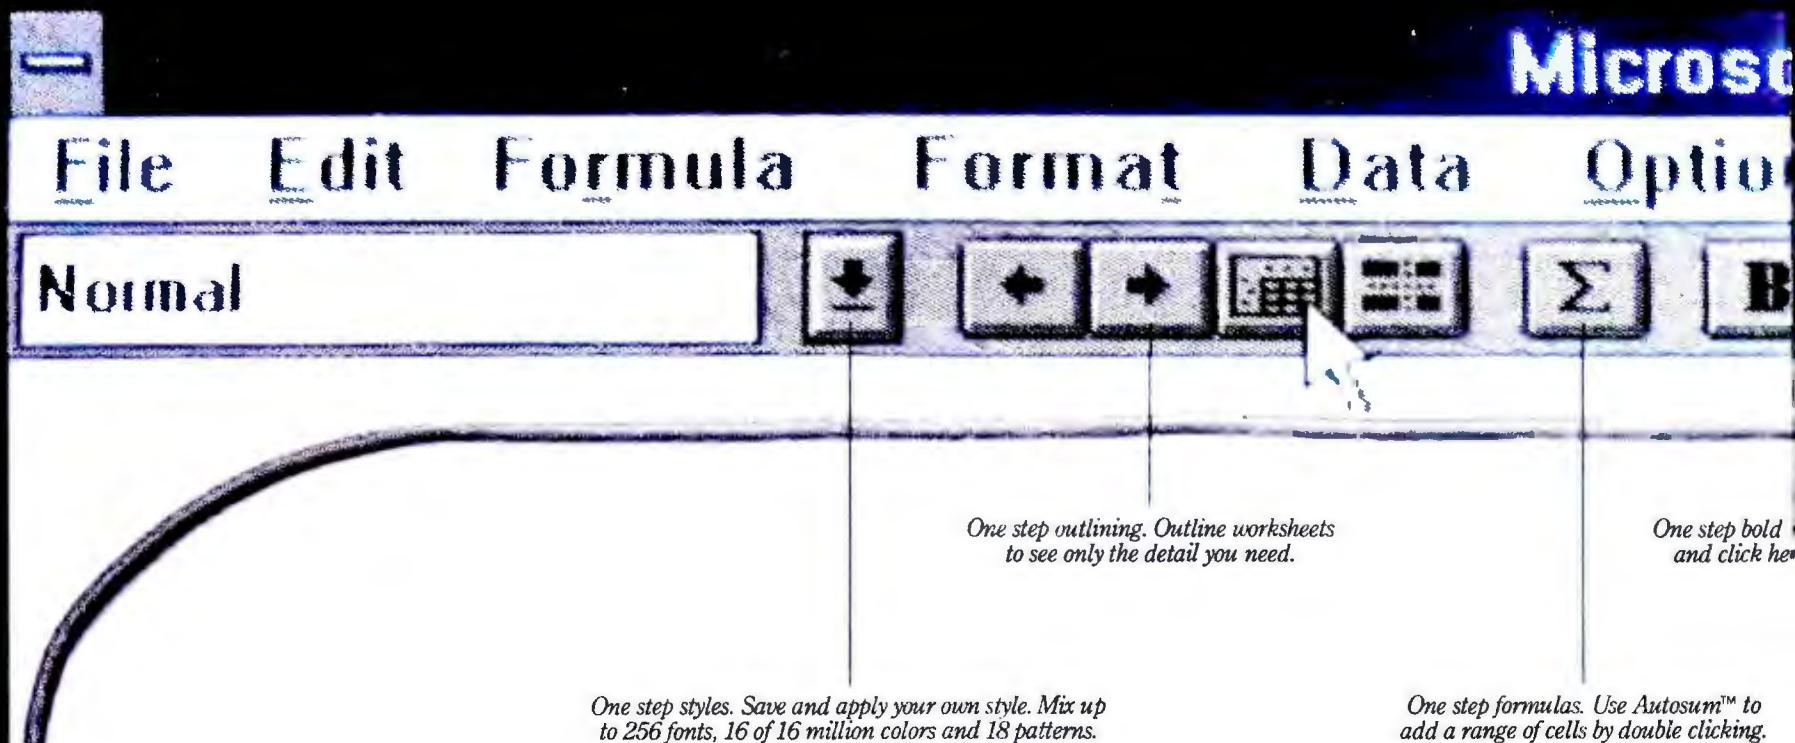 Microso
File Edit Formula Format Data Optio
Normal
Σ B
One step outlining. Outline worksheets
to see only the detail you need.
One step bold
and click he
One step styles. Save and apply your own style. Mix up
to 256 fonts, 16 of 16 million colors and 18 patterns.
One step formulas. Use Autosum™ to
add a range of cells by double clicking.